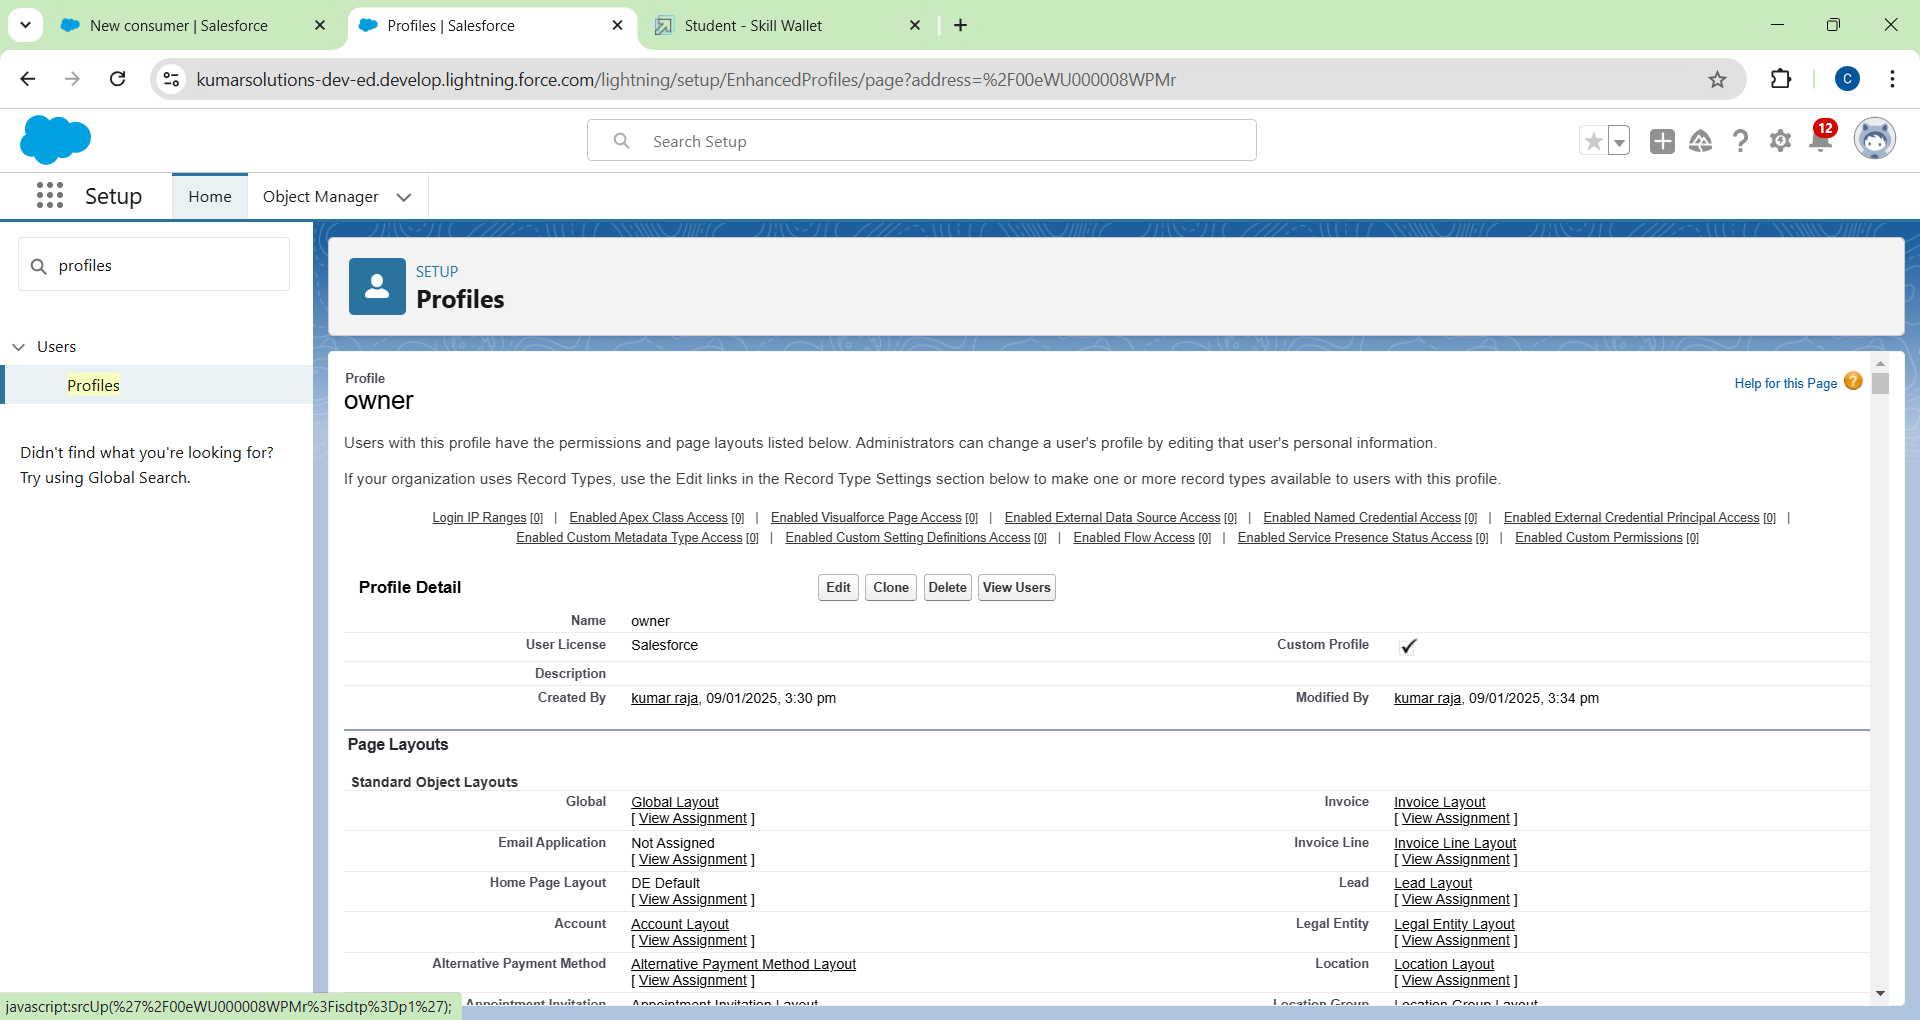 New consumer | Salesforce
Profiles | Salesforce
Student - Skill Wallet
kumarsolutions-dev-ed.develop.lightning.force.com/lightning/setup/EnhancedProfiles/page?address=%2F00eWU000008WPMr
C
Search Setup
12
Setup
Home
Object Manager
profiles
Users
Profiles
Didn't find what you're looking for?
Try using Global Search.
SETUP
Profiles
Profile
owner
Help for this Page ?
Users with this profile have the permissions and page layouts listed below. Administrators can change a user's profile by editing that user's personal information.
If your organization uses Record Types, use the Edit links in the Record Type Settings section below to make one or more record types available to users with this profile.
Login IP Ranges [0] | Enabled Apex Class Access [0] | Enabled Visualforce Page Access [0] | Enabled External Data Source Access [0] | Enabled Named Credential Access [0] | Enabled External Credential Principal Access [0] |
Enabled Custom Metadata Type Access [0] | Enabled Custom Setting Definitions Access [0] | Enabled Flow Access [0] | Enabled Service Presence Status Access [0] | Enabled Custom Permissions [0]
Profile Detail
Edit Clone Delete View Users
Name owner
User License Salesforce Custom Profile
Description
Created By kumar raja, 09/01/2025, 3:30 pm Modified By kumar raja, 09/01/2025, 3:34 pm
Page Layouts
Standard Object Layouts
Global Global Layout Invoice Invoice Layout
[ View Assignment ] [ View Assignment ]
Email Application Not Assigned Invoice Line Invoice Line Layout
[ View Assignment ] [ View Assignment ]
Home Page Layout DE Default Lead Lead Layout
[ View Assignment ] [ View Assignment ]
Account Account Layout Legal Entity Legal Entity Layout
[ View Assignment ] [ View Assignment ]
Alternative Payment Method Alternative Payment Method Layout Location Location Layout
[ View Assignment ] [ View Assignment ]
Appointment Invitation Appointment Invitation Layout Location Group Location Group Layout
javascript:srcUp(%27%2F00eWU000008WPMr%3Fisdtp%3Dp1%27);